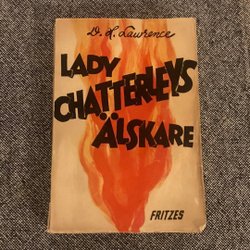 D. H. Lawrence
LADY
CHATTERLEYS
ÄLSKARE
FRITZES